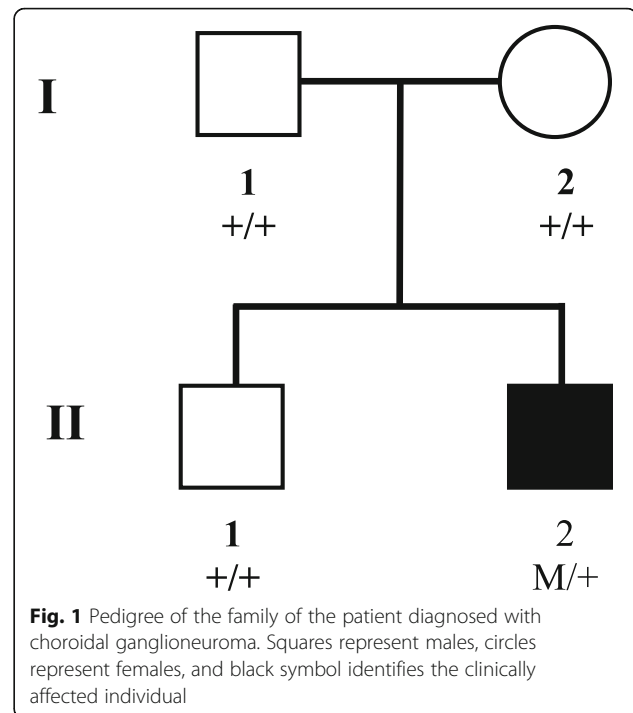 I
1
2
+/+
+/+
II
1
2
+/+
M/+
Fig. 1 Pedigree of the family of the patient diagnosed with
choroidal ganglioneuroma. Squares represent males, circles
represent females, and black symbol identifies the clinically
affected individual